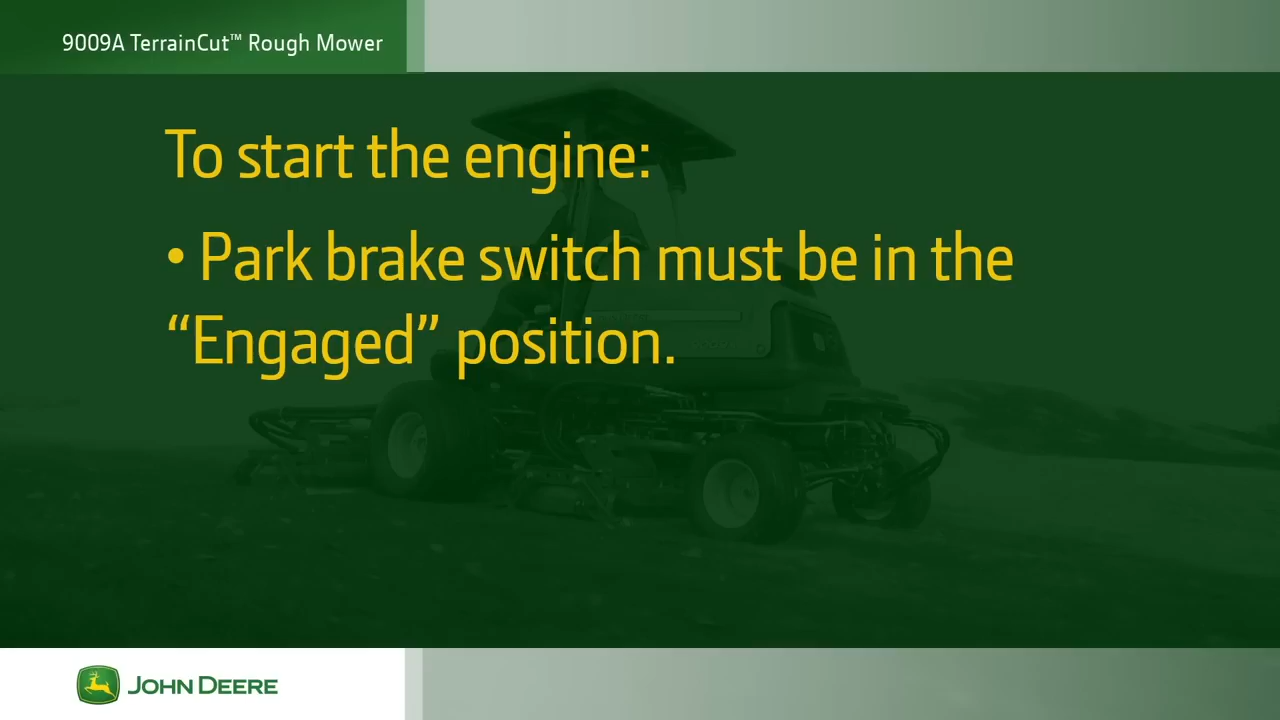 9009A TerrainCut™ Rough Mower
To start the engine:
• Park brake switch must be in the
“Engaged” position.
JOHN DEERE